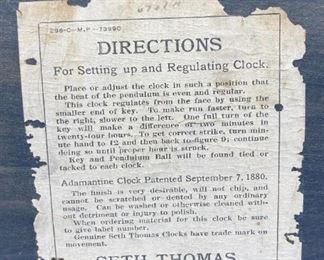 298-C-M.P-7399C
DIRECTIONS
For Setting up and Regulating Clock.
Place or adjust the clock in such a position that
the beat of the pendulum is even and regular.
This clock regulates from the face by using the
smaller end of key. To make run faster, turn to
the right, slower to the left. One full turn of the
key will make a difference of two minutes in
twenty-four hours. To get correct strike, turn min-
ute hand to 12 and then back to figure 9; continue
doing so until proper hour is struck.
Key and Pendulum Ball will be found tied or
tacked to each clock.
Adamantine Clock Patented September 7, 1880.
The finish is very desirable, will not chip, and
cannot be scratched or dented by any ordinary
usage. Can be washed or otherwise cleaned with-
out detriment or injury to polish.
When ordering material for this clock be sure
to give label number.
Genuine Seth Thomas Clocks have trade mark on
movement.
SETH THOMAS